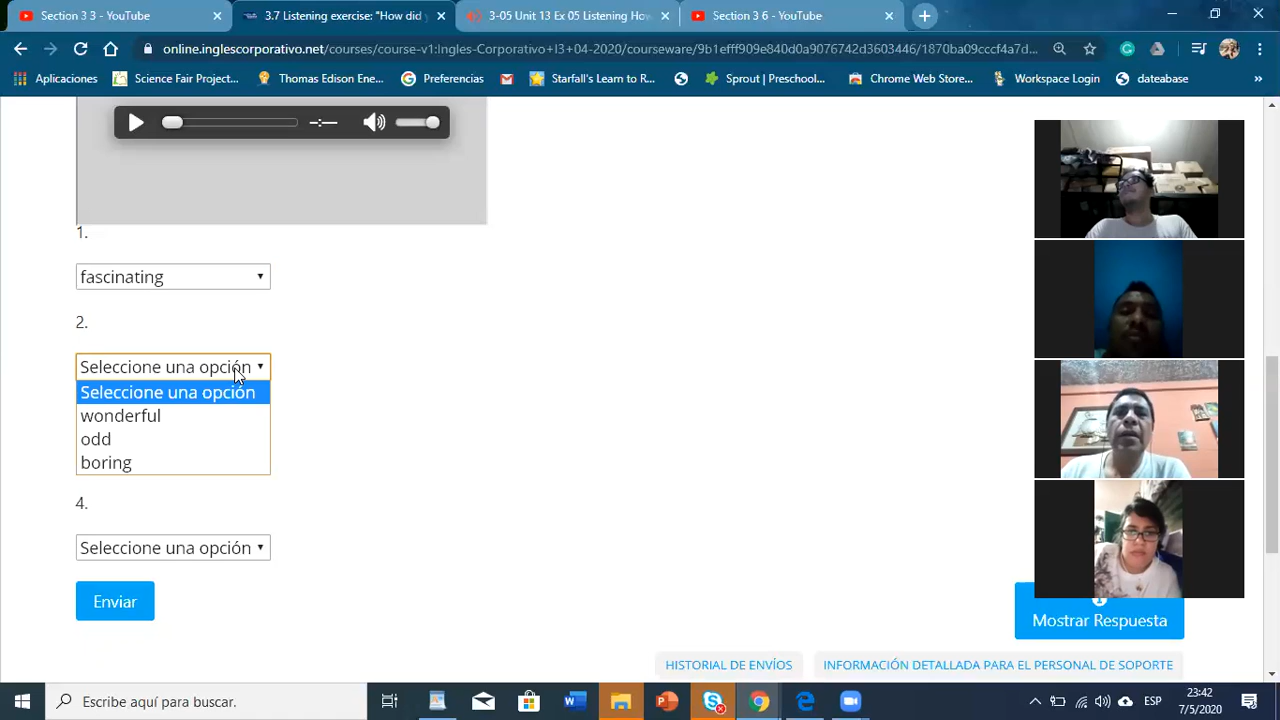 Section 3 3 - YouTube
3.7 Listening exercise: "How did y
3-05 Unit 13 Ex 05 Listening How
Section 3 6 - YouTube
online.inglescorporativo.net/courses/course-v1:Ingles-Corporativo+I3+04-2020/courseware/9b1efff909e840d0a9076742d3603446/1870ba09cccf4a7d...
Aplicaciones
Science Fair Project...
Thomas Edison Ene...
Preferencias
Starfall's Learn to R...
Sprout | Preschool...
Chrome Web Store...
Workspace Login
dateabase
1.
fascinating
2.
Seleccione una opción
Seleccione una opción
wonderful
odd
boring
4.
Seleccione una opción
Enviar
Mostrar Respuesta
HISTORIAL DE ENVÍOS
INFORMACIÓN DETALLADA PARA EL PERSONAL DE SOPORTE
Escribe aquí para buscar.
ESP
23:42
7/5/2020